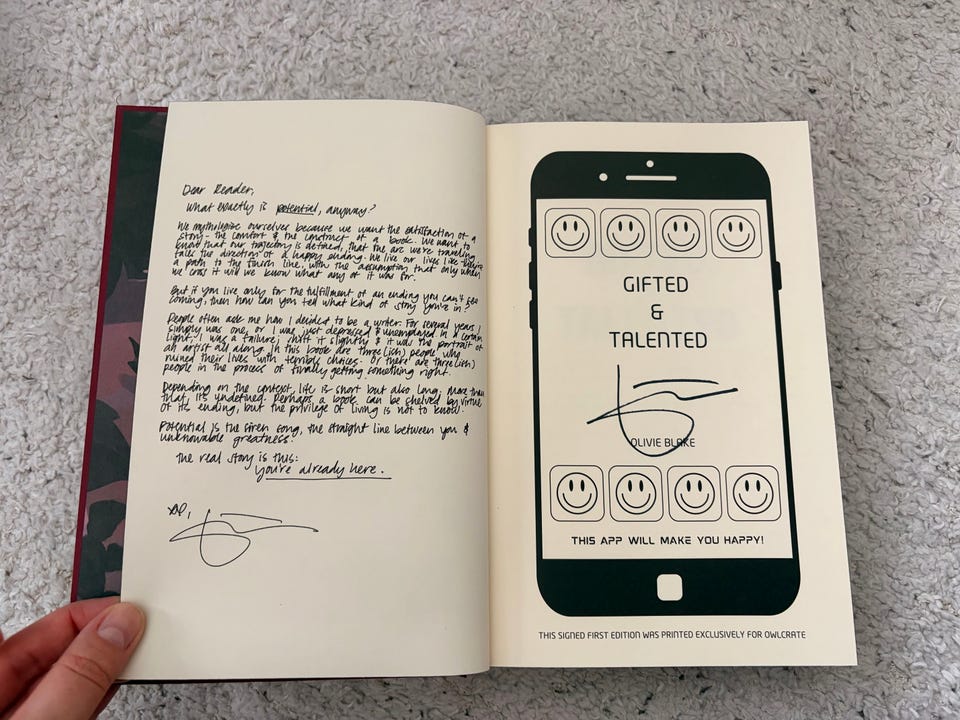 Dear Reader,
What exactly is potential, anyway?
We mythologize ourselves because we want the satisfaction of a
story - the comfort & the construct of a book. We want to
know that our trajectory is defined, that the arc we're traveling
takes the direction of a happy ending. We live our lives like
a path to the finish line, with the assumption that only when
we cross it will we know what any of it was for.
But if you live only for the fulfillment of an ending you can't see
coming, then how can you tell what kind of story you're in?
People often ask me how I decided to be a writer. For several years I
simply was one, or I was just depressed & unemployed in a certain
light. I was a failure; shift it slightly & it was the portrait of
an artist all along. In this book are three(ish) people who
ruined their lives with terrible choices. Or there are three(ish)
people in the process of finally getting something right.
Depending on the context, life is short but also long; more than
that, it's undefined. Perhaps a book can be shelved by virtue
of its ending, but the privilege of living is not to know.
Potential is the siren song, the straight line between you &
unknowable greatness.
The real story is this:
you're already here.
GIFTED
&
TALENTED
OLIVIE BLAKE
THIS APP WILL MAKE YOU HAPPY!
THIS SIGNED FIRST EDITION WAS PRINTED EXCLUSIVELY FOR OWLCRATE